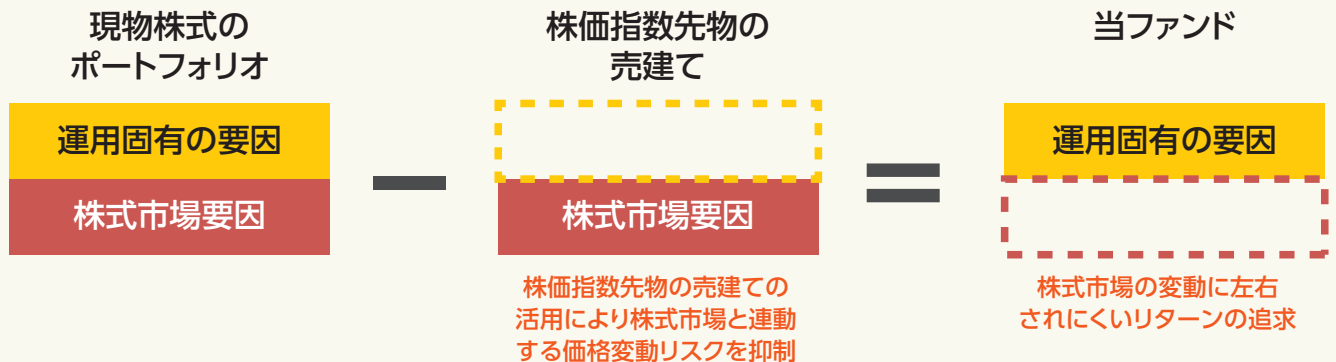 現物株式の
ポートフォリオ
運用固有の要因
株式市場要因
株価指数先物の
売建て
株式市場要因
株価指数先物の売建ての
活用により株式市場と連動
する価格変動リスクを抑制
当ファンド
運用固有の要因
株式市場の変動に左右
されにくいリターンの追求